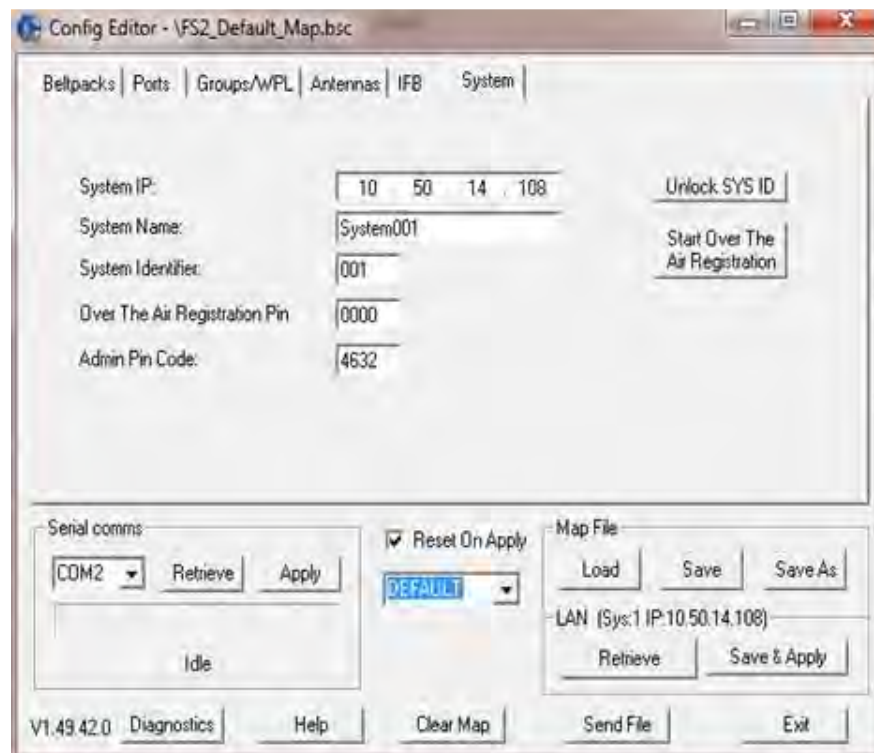 Config Editor - \FS2_Default_Map.bsc
Beltpacks Ports Groups/WPL Antennas IFB System
System IP: 10 . 50 . 14 . 108 Unlock SYS ID
System Name: System001
Start Over The
Air Registration
System Identifier: 001
Over The Air Registration Pin 0000
Admin Pin Code: 4632
Serial comms
COM2 Retrieve Apply
Idle
Reset On Apply
DEFAULT
Map File
Load Save Save As
LAN (Sys:1 IP:10.50.14.108)
Retrieve Save & Apply
V1.49.42.0 Diagnostics Help Clear Map Send File Exit